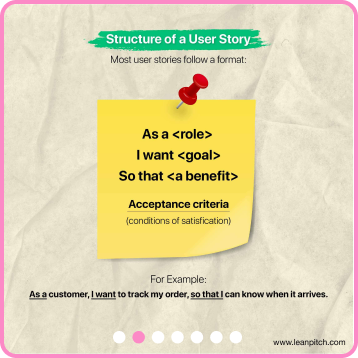 Structure of a User Story
Most user stories follow a format:
As a <role>
I want <goal>
So that <a benefit>
Acceptance criteria
(conditions of satisfaction)
For Example:
As a customer, I want to track my order, so that I can know when it arrives.
www.leanpitch.com